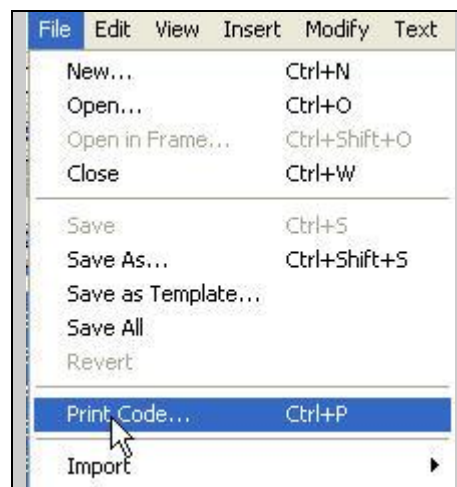 File Edit View Insert Modify Text
New... Ctrl+N
Open... Ctrl+O
Open in Frame... Ctrl+Shift+O
Close Ctrl+W
Save Ctrl+S
Save As... Ctrl+Shift+S
Save as Template...
Save All
Revert
Print Code... Ctrl+P
Import